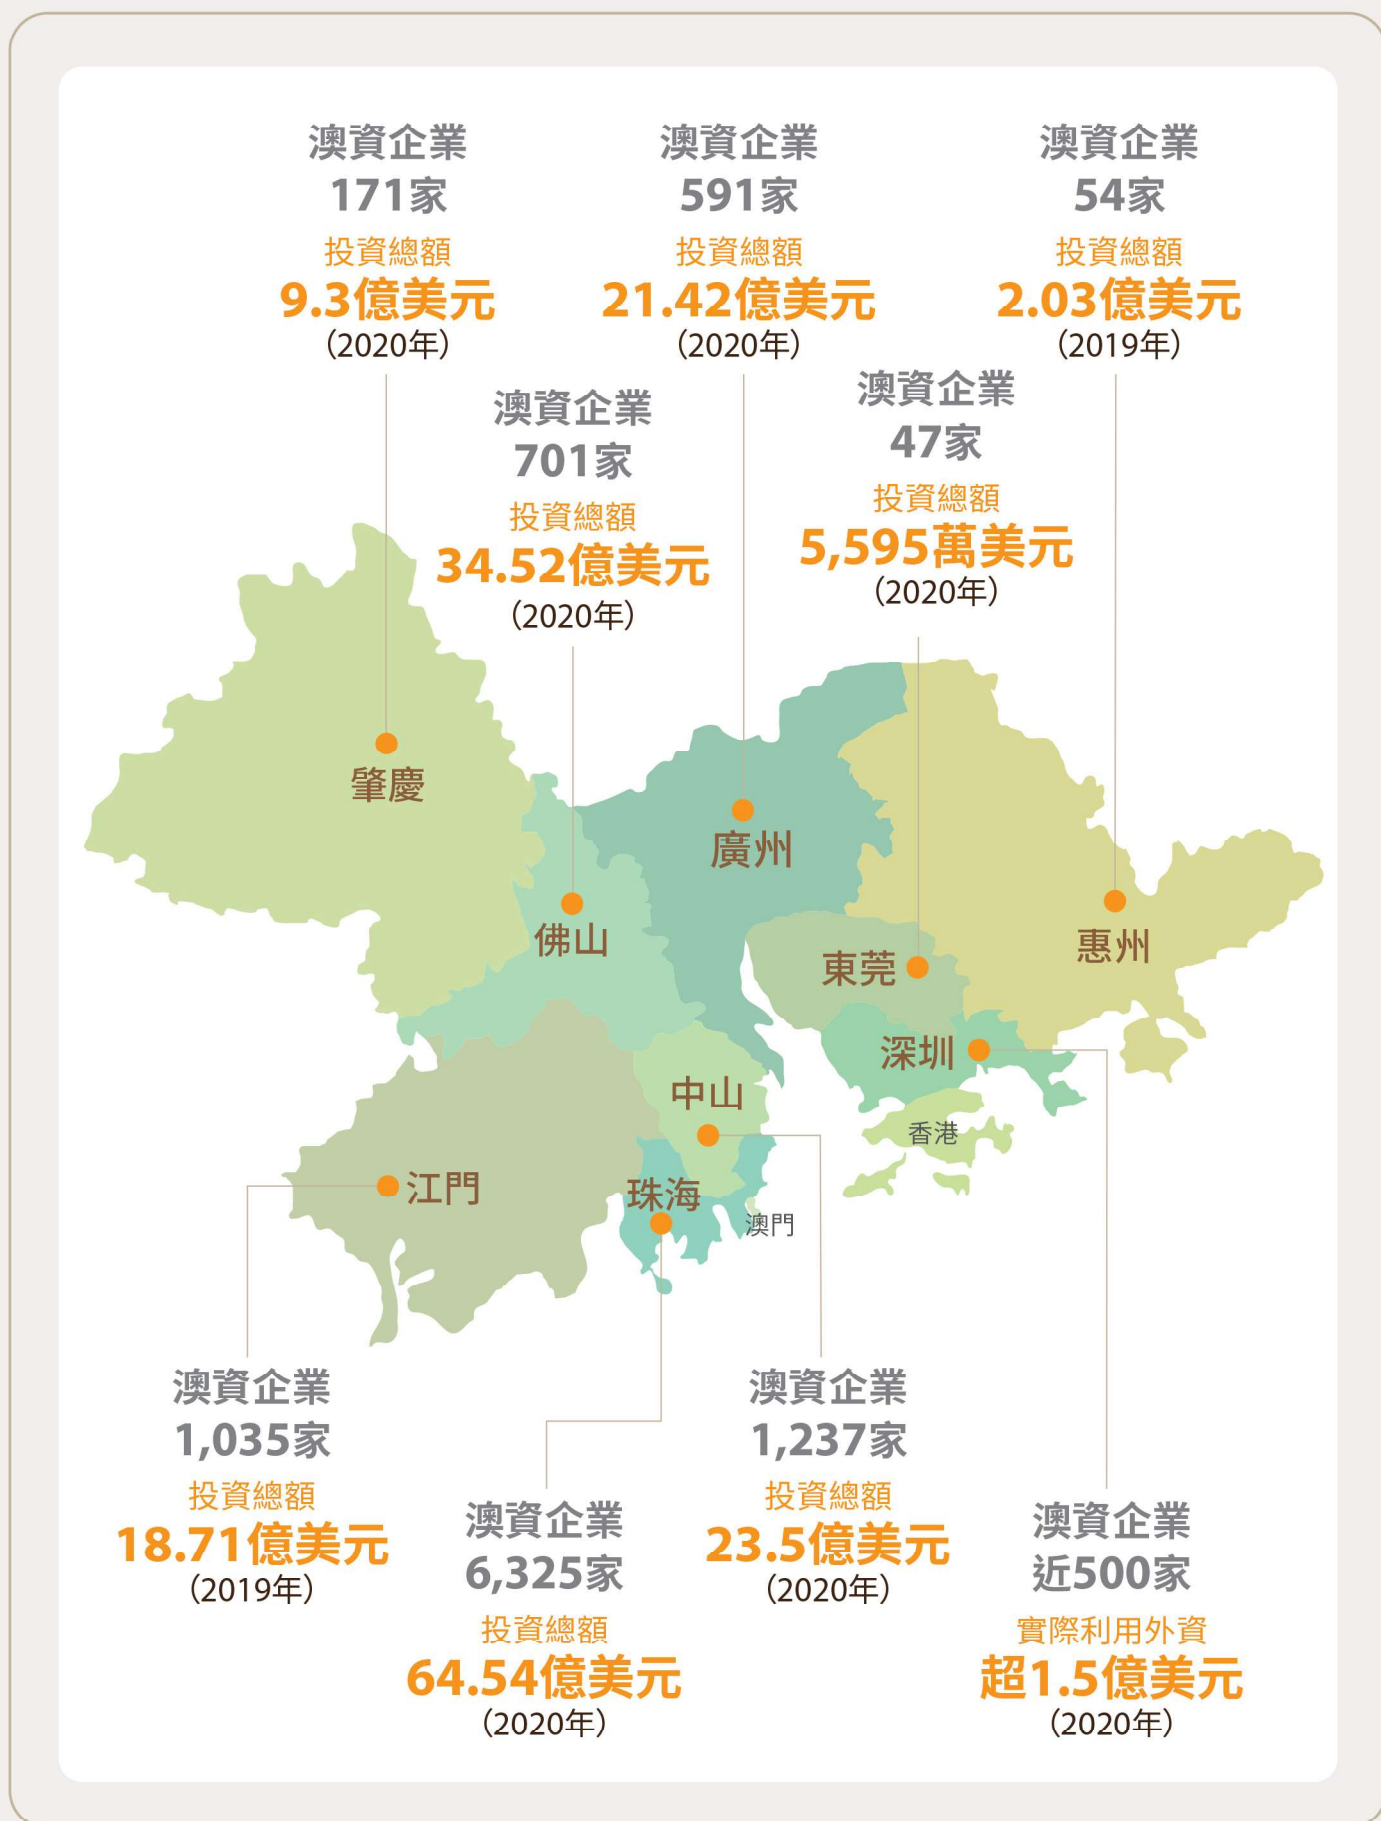 澳資企業
171家
投資總額
9.3億美元
(2020年)
澳資企業
591家
投資總額
21.42億美元
(2020年)
澳資企業
54家
投資總額
2.03億美元
(2019年)
澳資企業
701家
投資總額
34.52億美元
(2020年)
澳資企業
47家
投資總額
5,595萬美元
(2020年)
肇慶
廣州
佛山
東莞
惠州
深圳
中山
香港
江門
珠海
澳門
澳資企業
1,035家
投資總額
18.71億美元
(2019年)
澳資企業
6,325家
投資總額
64.54億美元
(2020年)
澳資企業
1,237家
投資總額
23.5億美元
(2020年)
澳資企業
近500家
實際利用外資
超1.5億美元
(2020年)